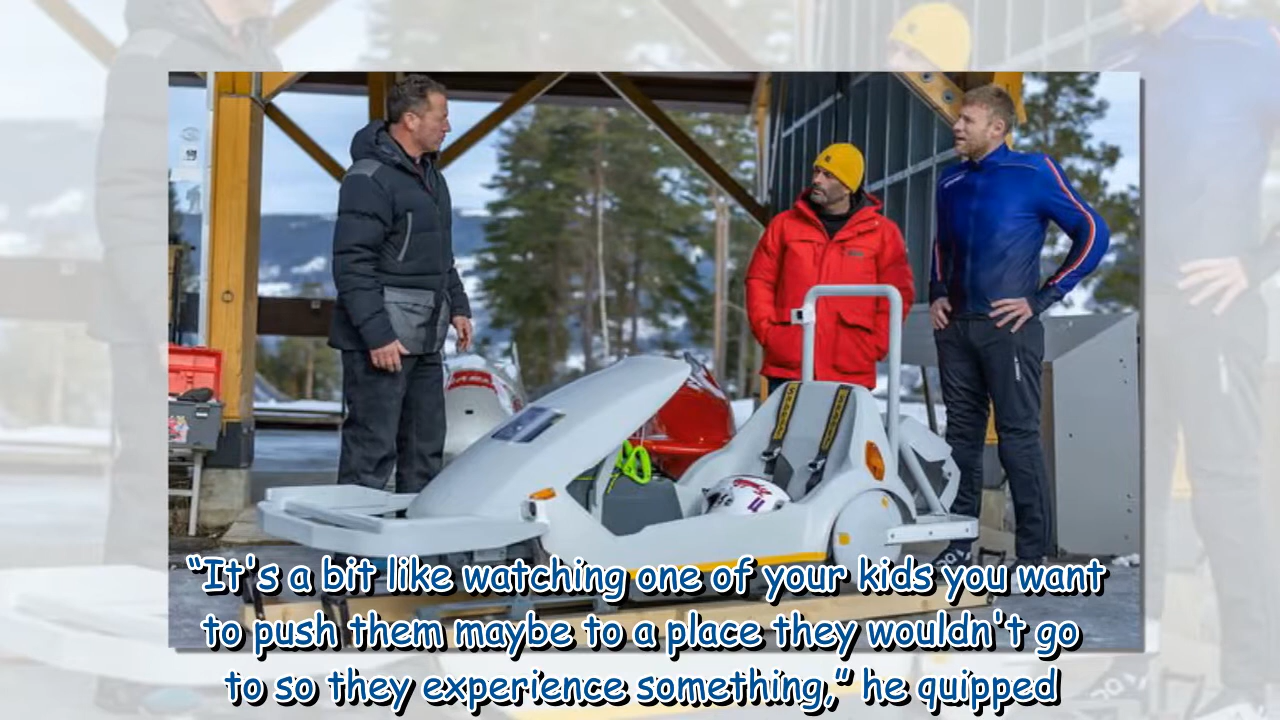 “It's a bit like watching one of your kids you want
to push them maybe to a place they wouldn't go
to so they experience something,” he quipped